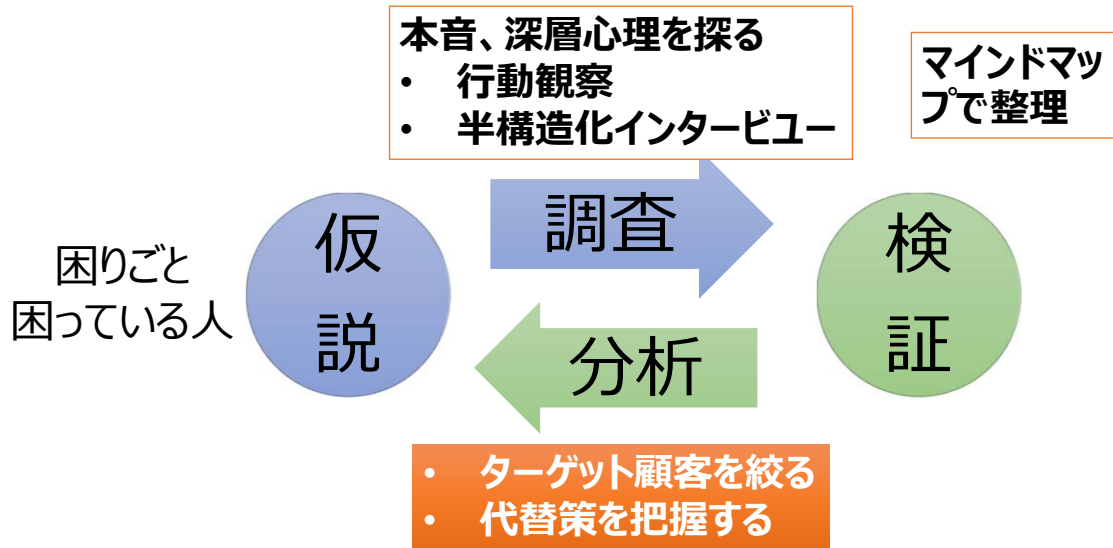 本音、深層心理を探る
• 行動観察
• 半構造化インタービュー
マインドマッ
プで整理
困りごと
困っている人
仮
説
調査
検
証
分析
• ターゲット顧客を絞る
• 代替策を把握する